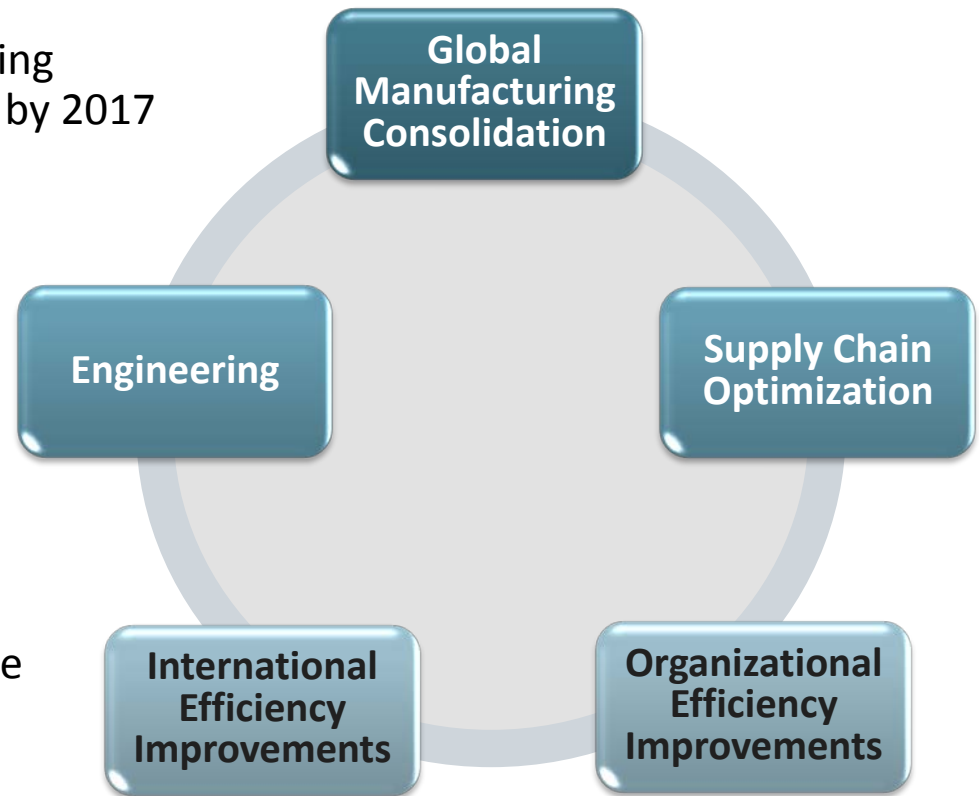 ing
by 2017
Global
Manufacturing
Consolidation
Engineering
Supply Chain
Optimization
e
International
Efficiency
Improvements
Organizational
Efficiency
Improvements